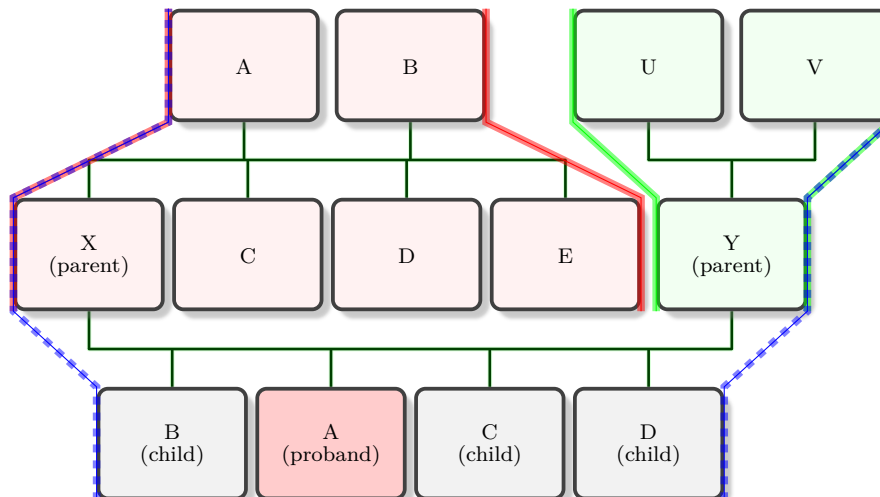 A
B
U
V
X
(parent)
C
D
E
Y
(parent)
B
(child)
A
(proband)
C
(child)
D
(child)